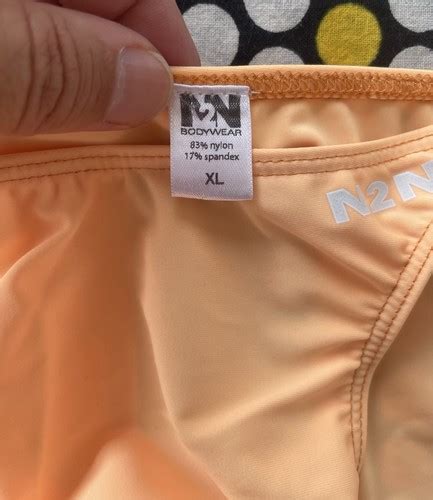 N2N
BODYWEAR
83% nylon
17% spandex
XL
N2N